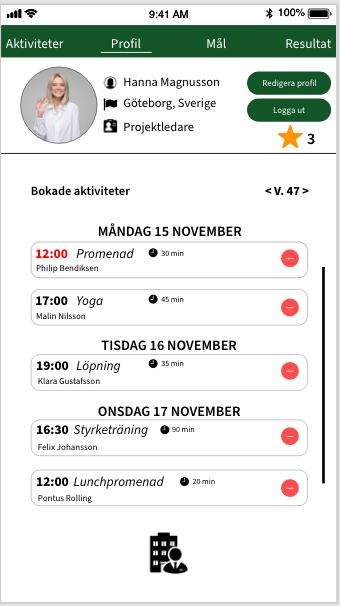 9:41 AM 100%
Aktiviteter Profil Mål Resultat
Hanna Magnusson
Redigera profil
Göteborg, Sverige
Logga ut
Projektledare
3
Bokade aktiviteter < V. 47 >
MÅNDAG 15 NOVEMBER
12:00 Promenad 30 min
Philip Bendiksen
17:00 Yoga 45 min
Malin Nilsson
TISDAG 16 NOVEMBER
19:00 Löpning 35 min
Klara Gustafsson
ONSDAG 17 NOVEMBER
16:30 Styrketräning 90 min
Felix Johansson
12:00 Lunchpromenad 20 min
Pontus Rolling